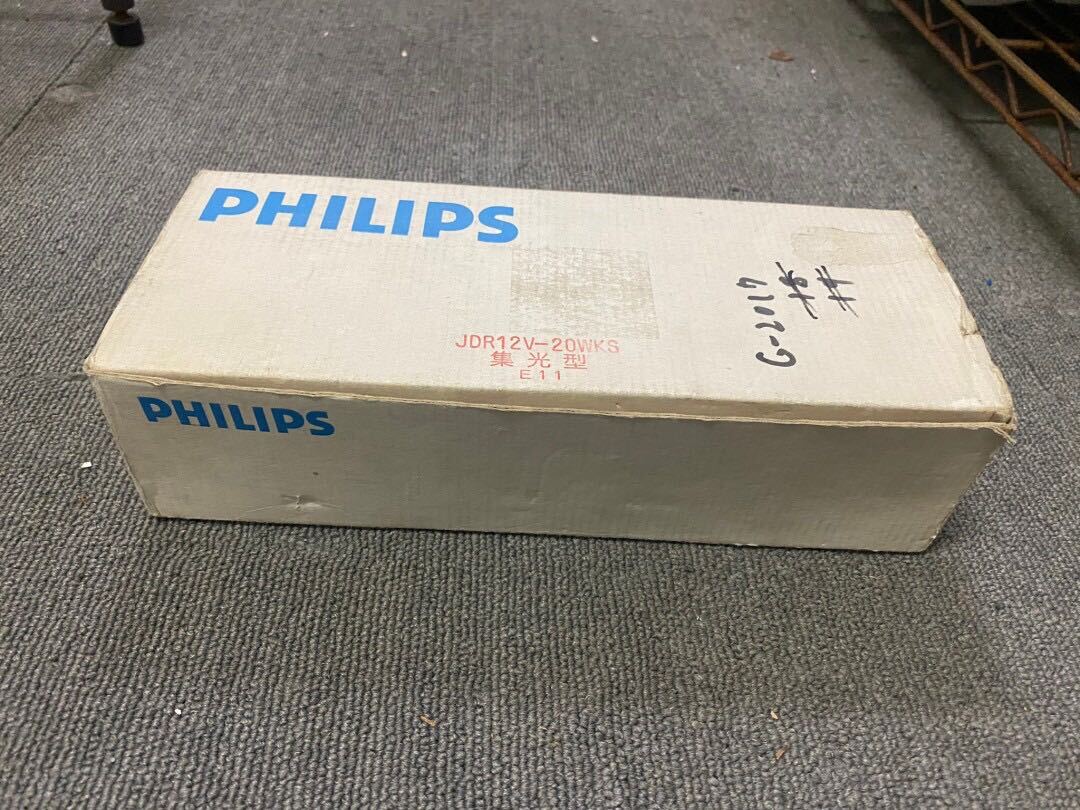 PHILIPS
JDR12V-20WKS
集光型
E11
PHILIPS
G-2017